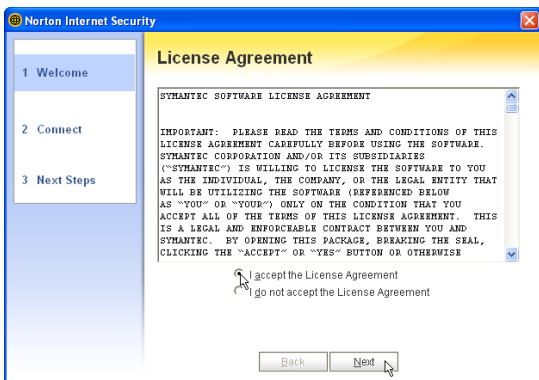 Norton Internet Security
License Agreement
1 Welcome
2 Connect
3 Next Steps
SYMANTEC SOFTWARE LICENSE AGREEMENT
IMPORTANT: PLEASE READ THE TERMS AND CONDITIONS OF THIS
LICENSE AGREEMENT CAREFULLY BEFORE USING THE SOFTWARE.
SYMANTEC CORPORATION AND/OR ITS SUBSIDIARIES
("SYMANTEC") IS WILLING TO LICENSE THE SOFTWARE TO YOU
AS THE INDIVIDUAL, THE COMPANY, OR THE LEGAL ENTITY THAT
WILL BE UTILIZING THE SOFTWARE (REFERENCED BELOW
AS "YOU" OR "YOUR") ONLY ON THE CONDITION THAT YOU
ACCEPT ALL OF THE TERMS OF THIS LICENSE AGREEMENT. THIS
IS A LEGAL AND ENFORCEABLE CONTRACT BETWEEN YOU AND
SYMANTEC. BY OPENING THIS PACKAGE, BREAKING THE SEAL,
CLICKING THE "ACCEPT" OR "YES" BUTTON OR OTHERWISE
I accept the License Agreement
I do not accept the License Agreement
Back
Next